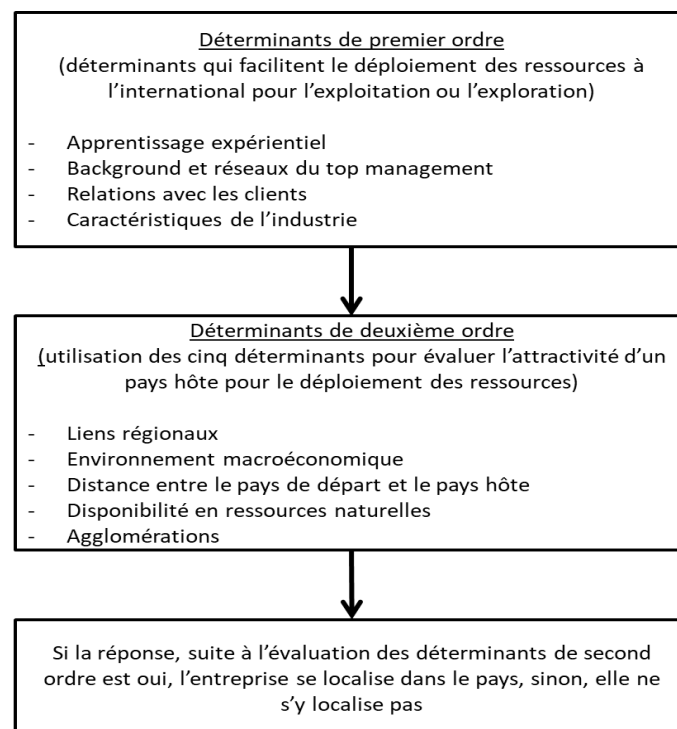 Déterminants de premier ordre
(déterminants qui facilitent le déploiement des ressources à
l'international pour l'exploitation ou l'exploration)
- Apprentissage expérientiel
- Background et réseaux du top management
- Relations avec les clients
- Caractéristiques de l'industrie
Déterminants de deuxième ordre
(utilisation des cinq déterminants pour évaluer l'attractivité d'un
pays hôte pour le déploiement des ressources)
- Liens régionaux
- Environnement macroéconomique
- Distance entre le pays de départ et le pays hôte
- Disponibilité en ressources naturelles
- Agglomérations
Si la réponse, suite à l'évaluation des déterminants de second
ordre est oui, l'entreprise se localise dans le pays, sinon, elle ne
s'y localise pas